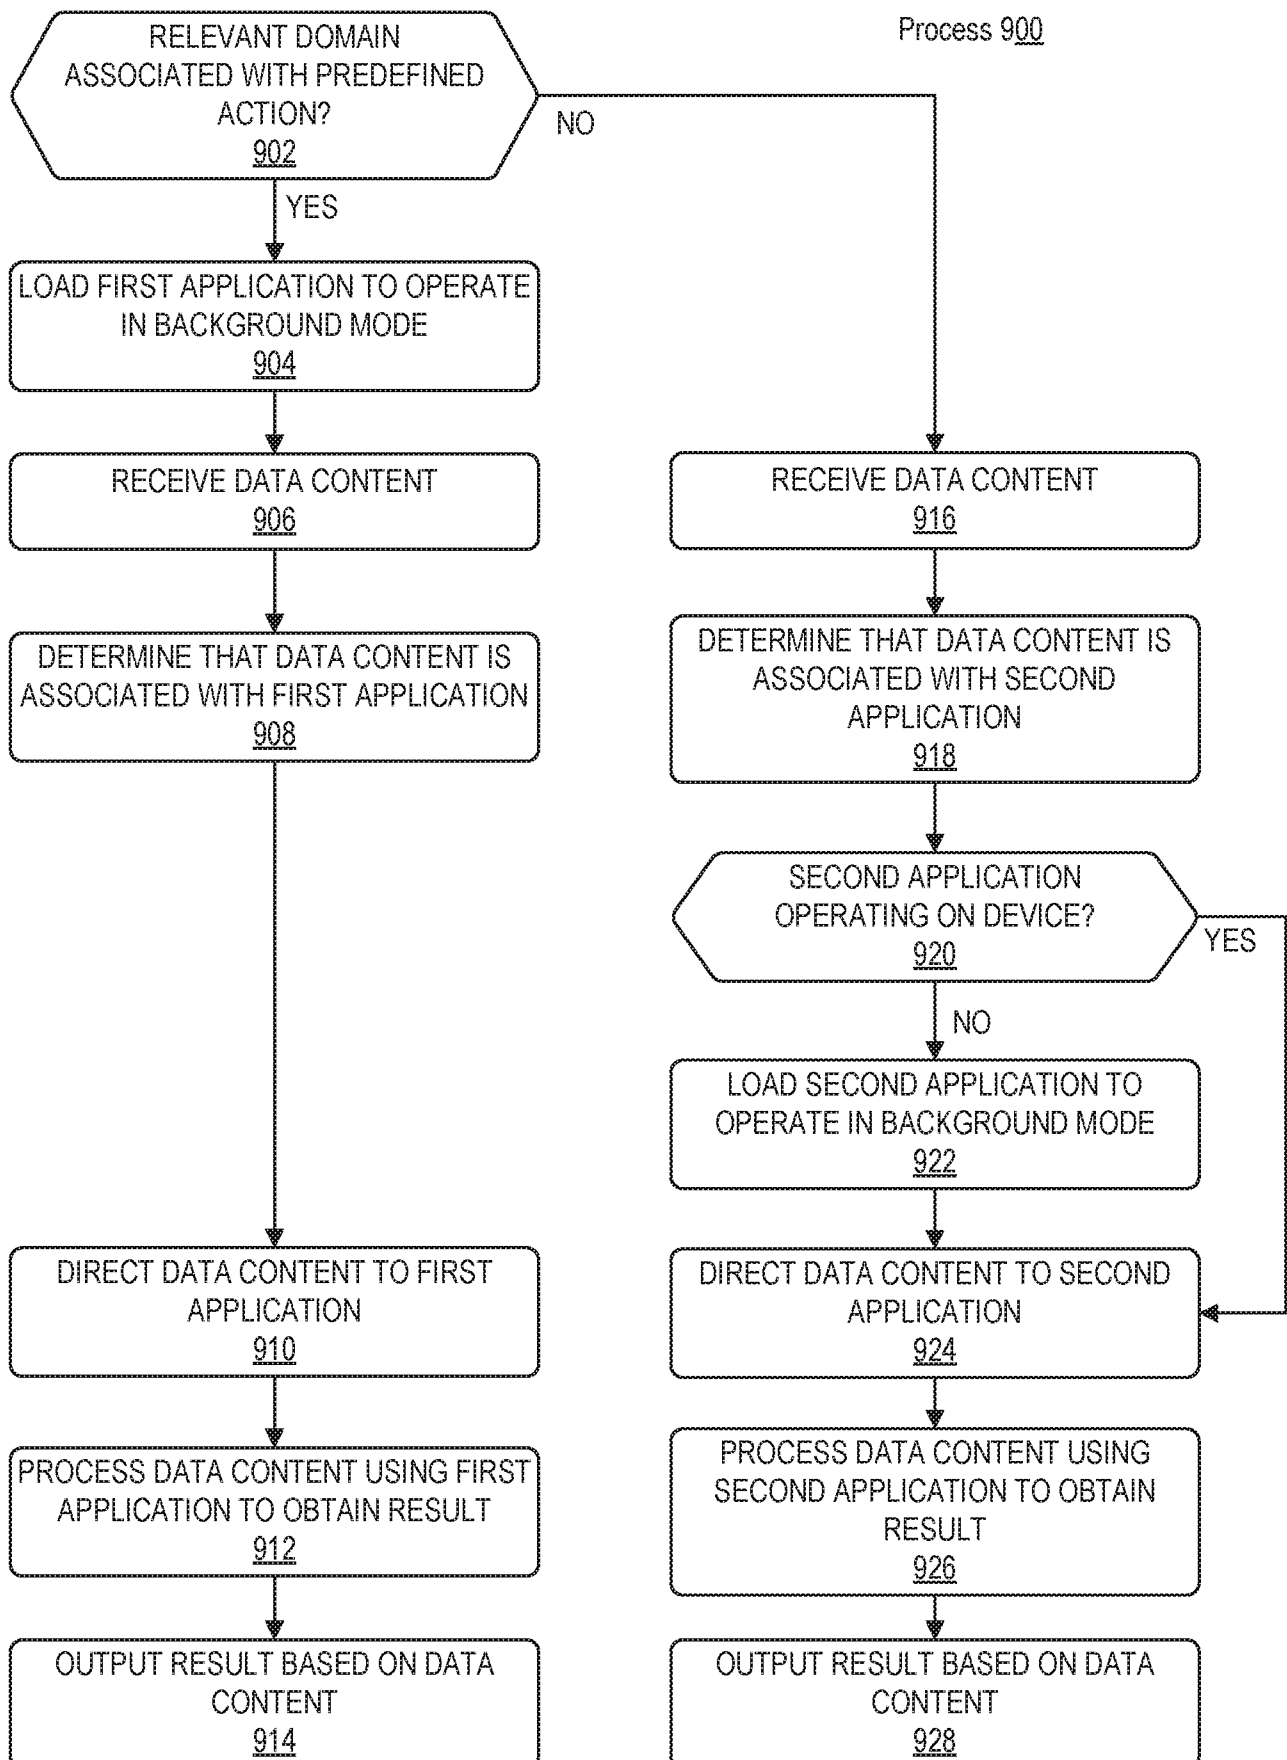 Process 900
RELEVANT DOMAIN
ASSOCIATED WITH PREDEFINED
ACTION?
902
NO
YES
LOAD FIRST APPLICATION TO OPERATE
IN BACKGROUND MODE
904
RECEIVE DATA CONTENT
906
DETERMINE THAT DATA CONTENT IS
ASSOCIATED WITH FIRST APPLICATION
908
DIRECT DATA CONTENT TO FIRST
APPLICATION
910
PROCESS DATA CONTENT USING FIRST
APPLICATION TO OBTAIN RESULT
912
OUTPUT RESULT BASED ON DATA
CONTENT
914
RECEIVE DATA CONTENT
916
DETERMINE THAT DATA CONTENT IS
ASSOCIATED WITH SECOND
APPLICATION
918
SECOND APPLICATION
OPERATING ON DEVICE?
920
YES
NO
LOAD SECOND APPLICATION TO
OPERATE IN BACKGROUND MODE
922
DIRECT DATA CONTENT TO SECOND
APPLICATION
924
PROCESS DATA CONTENT USING
SECOND APPLICATION TO OBTAIN
RESULT
926
OUTPUT RESULT BASED ON DATA
CONTENT
928